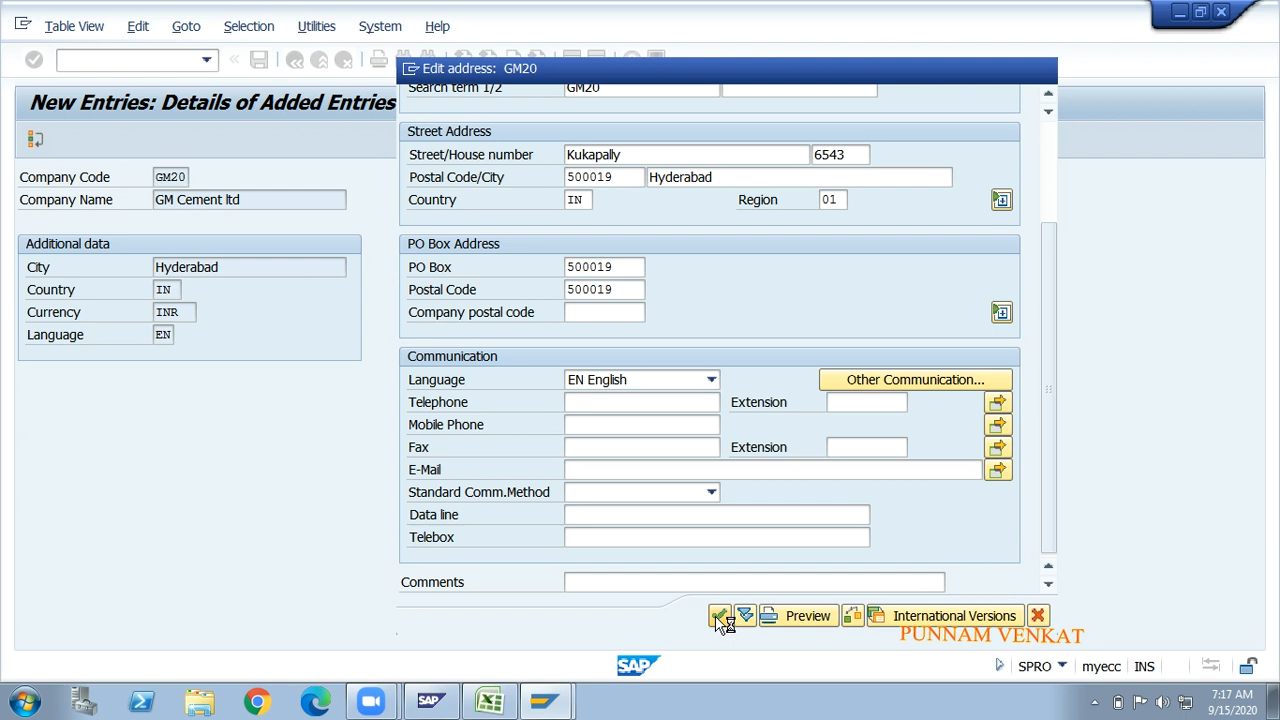 Table View Edit Goto Selection Utilities System Help
Edit address: GM20
New Entries: Details of Added Entries
Search term 1/2 GM20
Street Address
Company Code GM20
Company Name GM Cement ltd
Street/House number Kukapally 6543
Postal Code/City 500019 Hyderabad
Country IN Region 01
Additional data
City Hyderabad
Country IN
Currency INR
Language EN
PO Box Address
PO Box 500019
Postal Code 500019
Company postal code
Communication
Language EN English Other Communication...
Telephone Extension
Mobile Phone
Fax Extension
E-Mail
Standard Comm.Method
Data line
Telebox
Comments
Preview International Versions
PUNNAM VENKAT
SAP SPRO myecc INS
SAP
7:17 AM
9/15/2020